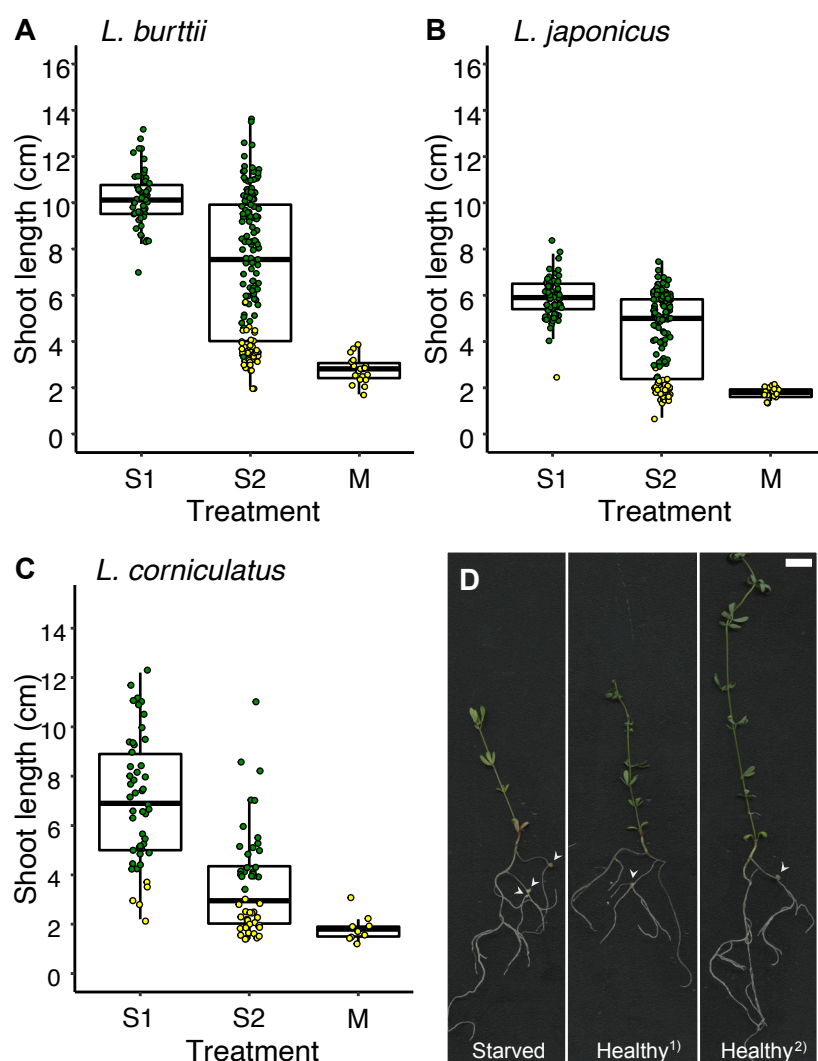 A L. burttii
Shoot length (cm)
16
14
12
10
8
6
4
2
0
S1 S2 M
Treatment
B L. japonicus
Shoot length (cm)
16
14
12
10
8
6
4
2
0
S1 S2 M
Treatment
C L. corniculatus
Shoot length (cm)
14
12
10
8
6
4
2
0
S1 S2 M
Treatment
D
Starved Healthy¹⁾ Healthy²⁾